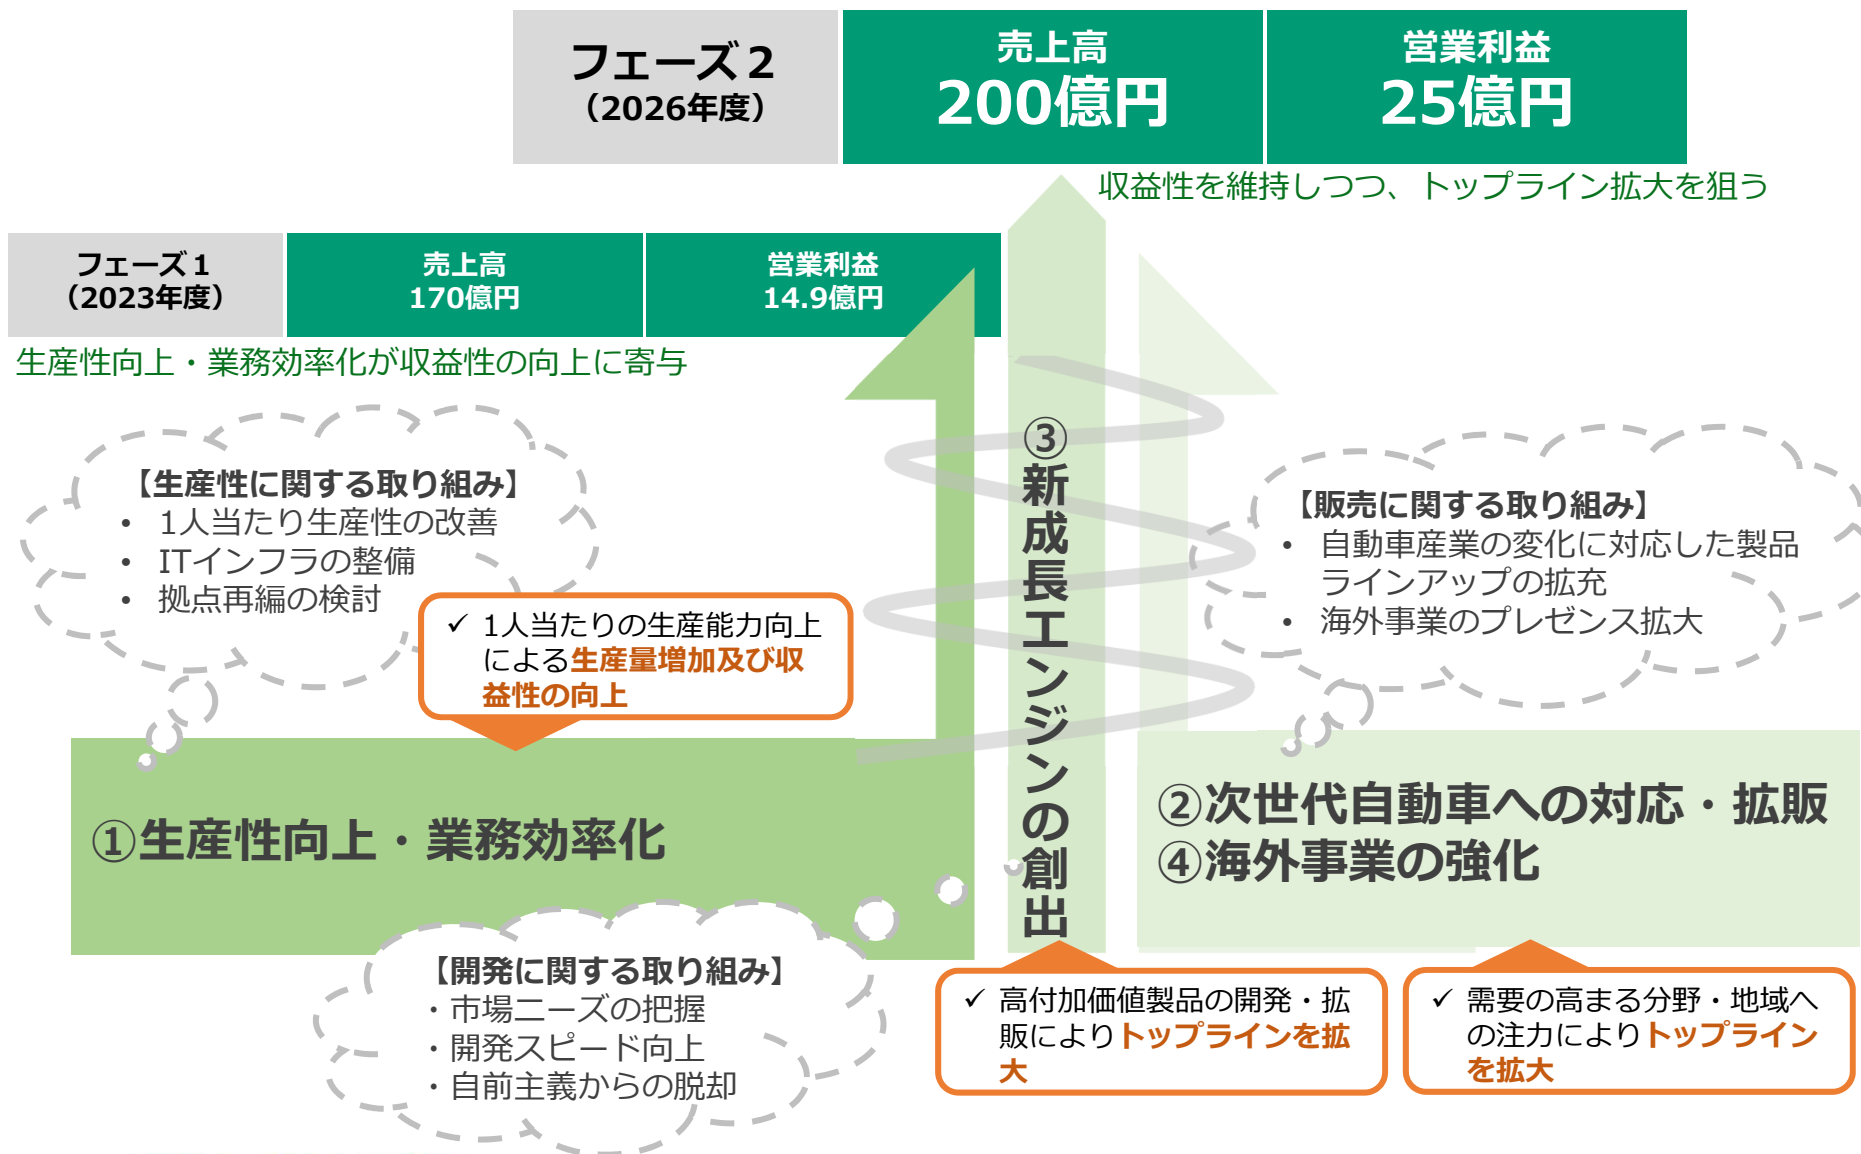 フェーズ２
（2026年度）
売上高
200億円
営業利益
25億円
収益性を維持しつつ、トップライン拡大を狙う
フェーズ１
（2023年度）
売上高
170億円
営業利益
14.9億円
生産性向上・業務効率化が収益性の向上に寄与
【生産性に関する取り組み】
• 1人当たり生産性の改善
• ITインフラの整備
• 拠点再編の検討
✓ 1人当たりの生産能力向上
による生産量増加及び収
益性の向上
①生産性向上・業務効率化
③新成長エンジンの創出
【販売に関する取り組み】
• 自動車産業の変化に対応した製品
ラインアップの拡充
• 海外事業のプレゼンス拡大
②次世代自動車への対応・拡販
④海外事業の強化
【開発に関する取り組み】
・市場ニーズの把握
・開発スピード向上
・自前主義からの脱却
✓ 高付加価値製品の開発・拡
販によりトップラインを拡
大
✓ 需要の高まる分野・地域へ
の注力によりトップライン
を拡大